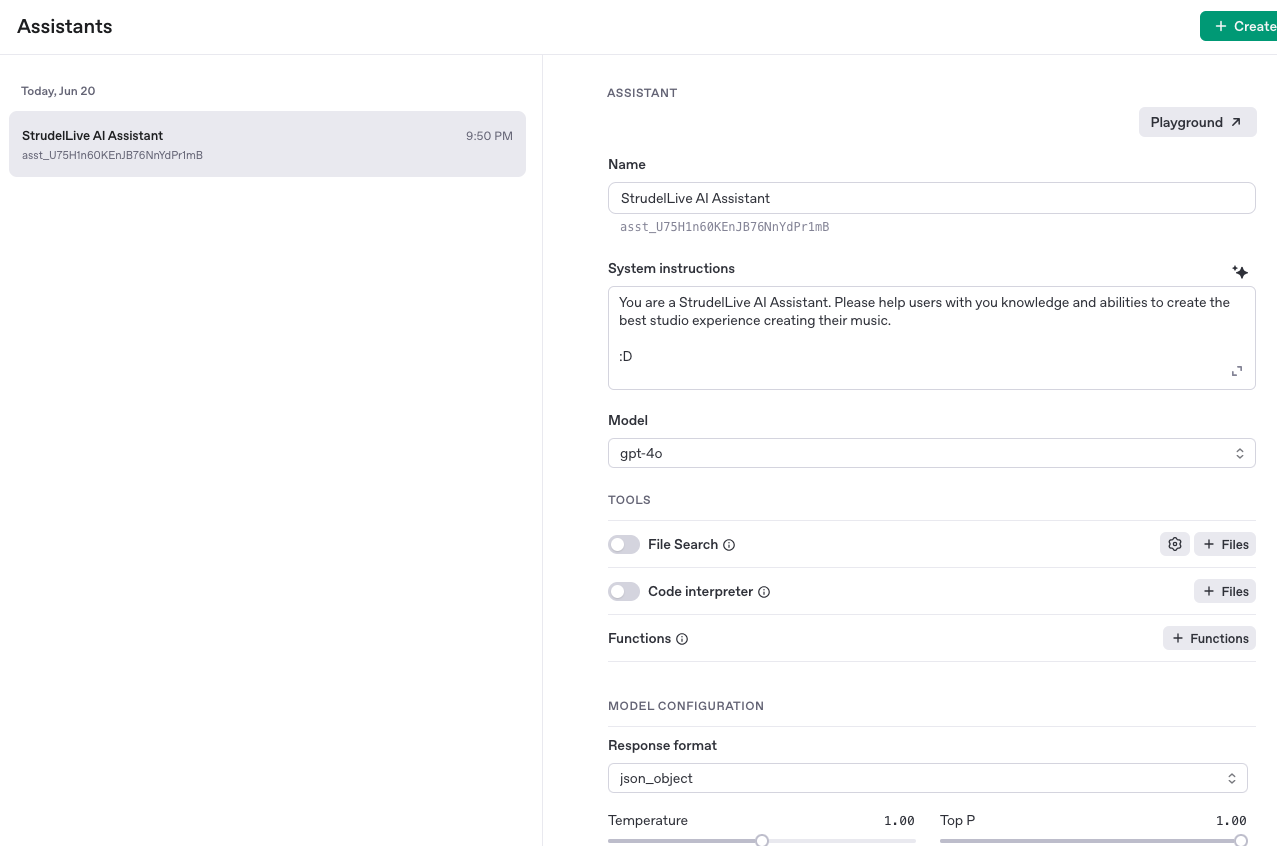 Assistants
+ Create
Today, Jun 20
StrudelLive AI Assistant
9:50 PM
asst_U75H1n60KEnJB76NnYdPr1mB
ASSISTANT
Playground
Name
StrudelLive AI Assistant
asst_U75H1n60KEnJB76NnYdPr1mB
System instructions
You are a StrudelLive AI Assistant. Please help users with you knowledge and abilities to create the
best studio experience creating their music.
:D
Model
gpt-4o
TOOLS
File Search
+ Files
Code interpreter
+ Files
Functions
+ Functions
MODEL CONFIGURATION
Response format
json_object
Temperature
1.00
Top P
1.00